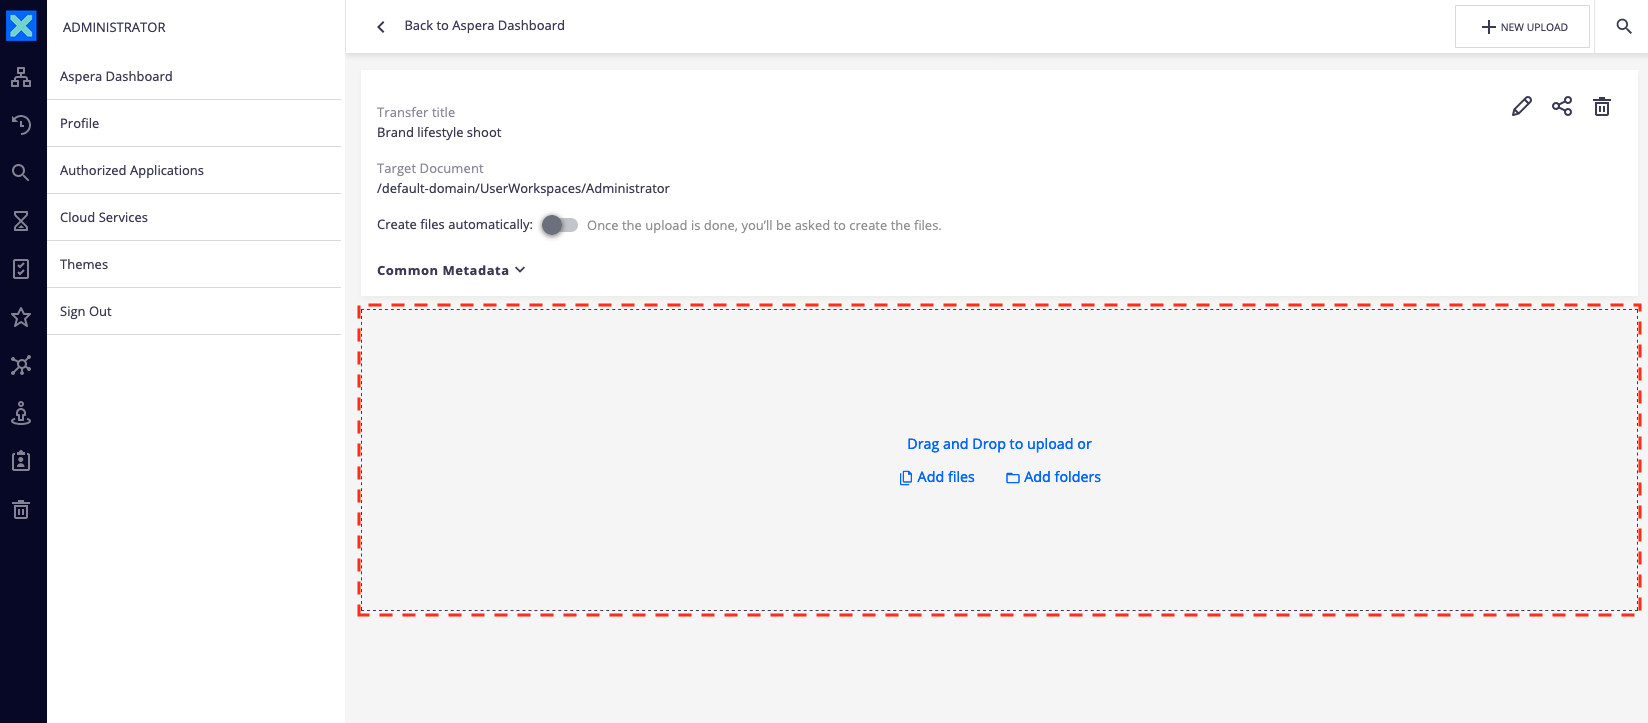 ADMINISTRATOR
Aspera Dashboard
Profile
Authorized Applications
Cloud Services
Themes
Sign Out
Back to Aspera Dashboard
NEW UPLOAD
Transfer title
Brand lifestyle shoot
Target Document
/default-domain/UserWorkspaces/Administrator
Create files automatically: Once the upload is done, you'll be asked to create the files.
Common Metadata
Drag and Drop to upload or
Add files Add folders